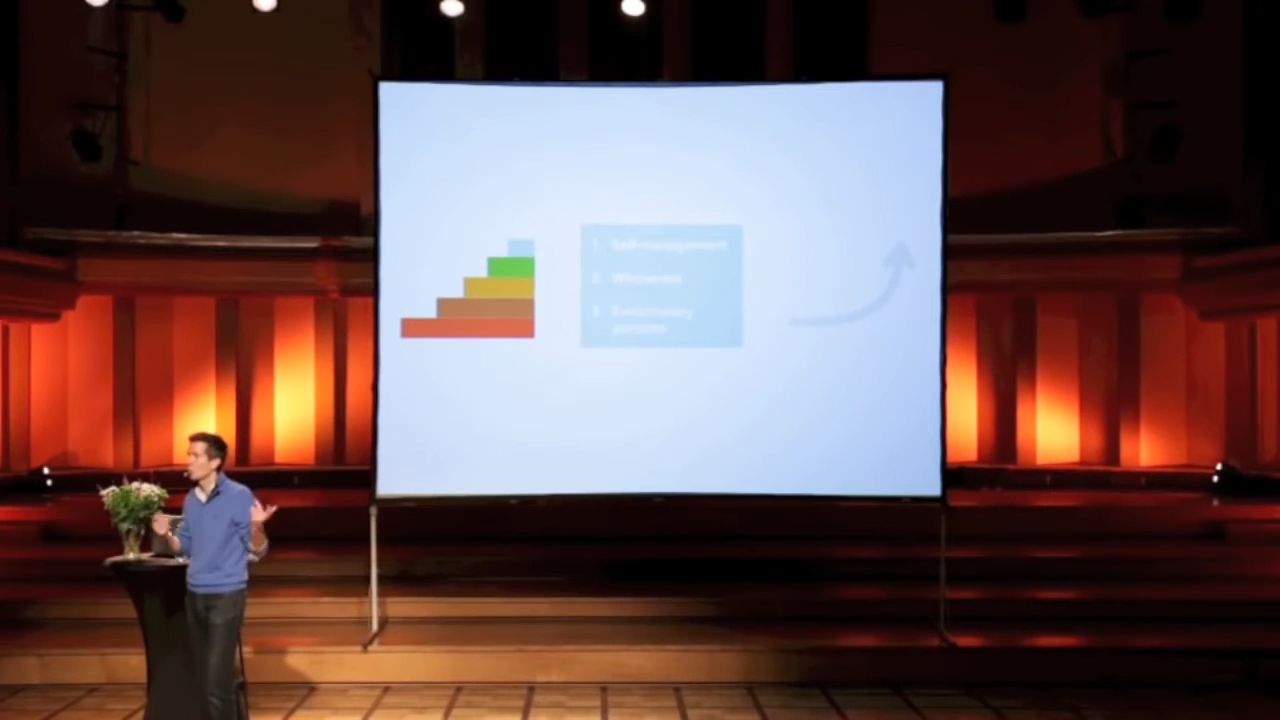 1. Self-management
2. Wholeness
3. Evolutionary
purpose